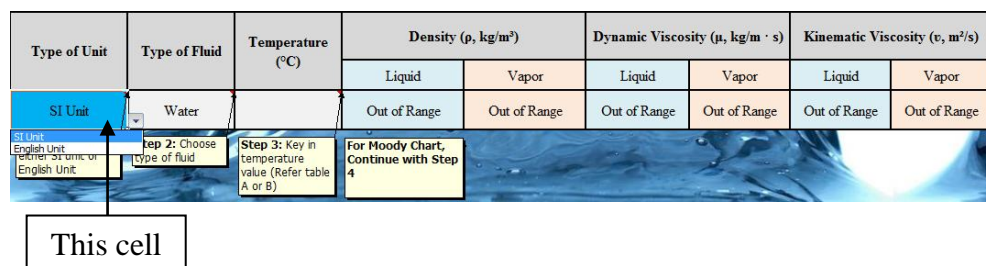 Type of Unit
Type of Fluid
Temperature
(°C)
Density (ρ, kg/m³)
Dynamic Viscosity (μ, kg/m · s)
Kinematic Viscosity (υ, m²/s)
Liquid
Vapor
Liquid
Vapor
Liquid
Vapor
SI Unit
Water
Out of Range
Out of Range
Out of Range
Out of Range
Out of Range
Out of Range
SI Unit
English Unit
either SI unit or
English Unit
Step 2: Choose
type of fluid
Step 3: Key in
temperature
value (Refer table
A or B)
For Moody Chart,
Continue with Step
4
This cell